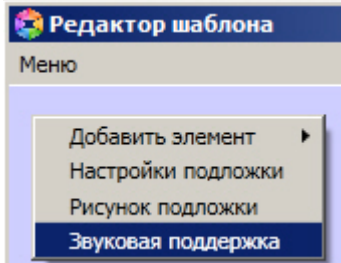 Редактор шаблона
Меню
Добавить элемент
Настройки подложки
Рисунок подложки
Звуковая поддержка